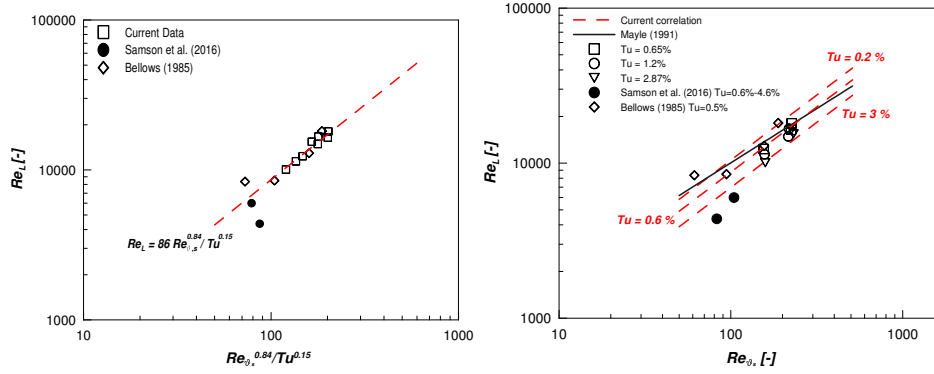 100000
10000
1000
Re_L [-]
Current Data
Samson et al. (2016)
Bellows (1985)
Re_L = 86 Re_ϑ,s^0.84 / Tu^0.15
10 100 1000
Re_ϑ,s^0.84/Tu^0.15
100000
10000
1000
Re_L [-]
Current correlation
Mayle (1991)
Tu = 0.65%
Tu = 1.2%
Tu = 2.87%
Samson et al. (2016) Tu=0.6%-4.6%
Bellows (1985) Tu=0.5%
Tu = 0.2 %
Tu = 3 %
Tu = 0.6 %
10 100 1000
Re_ϑ,s [-]